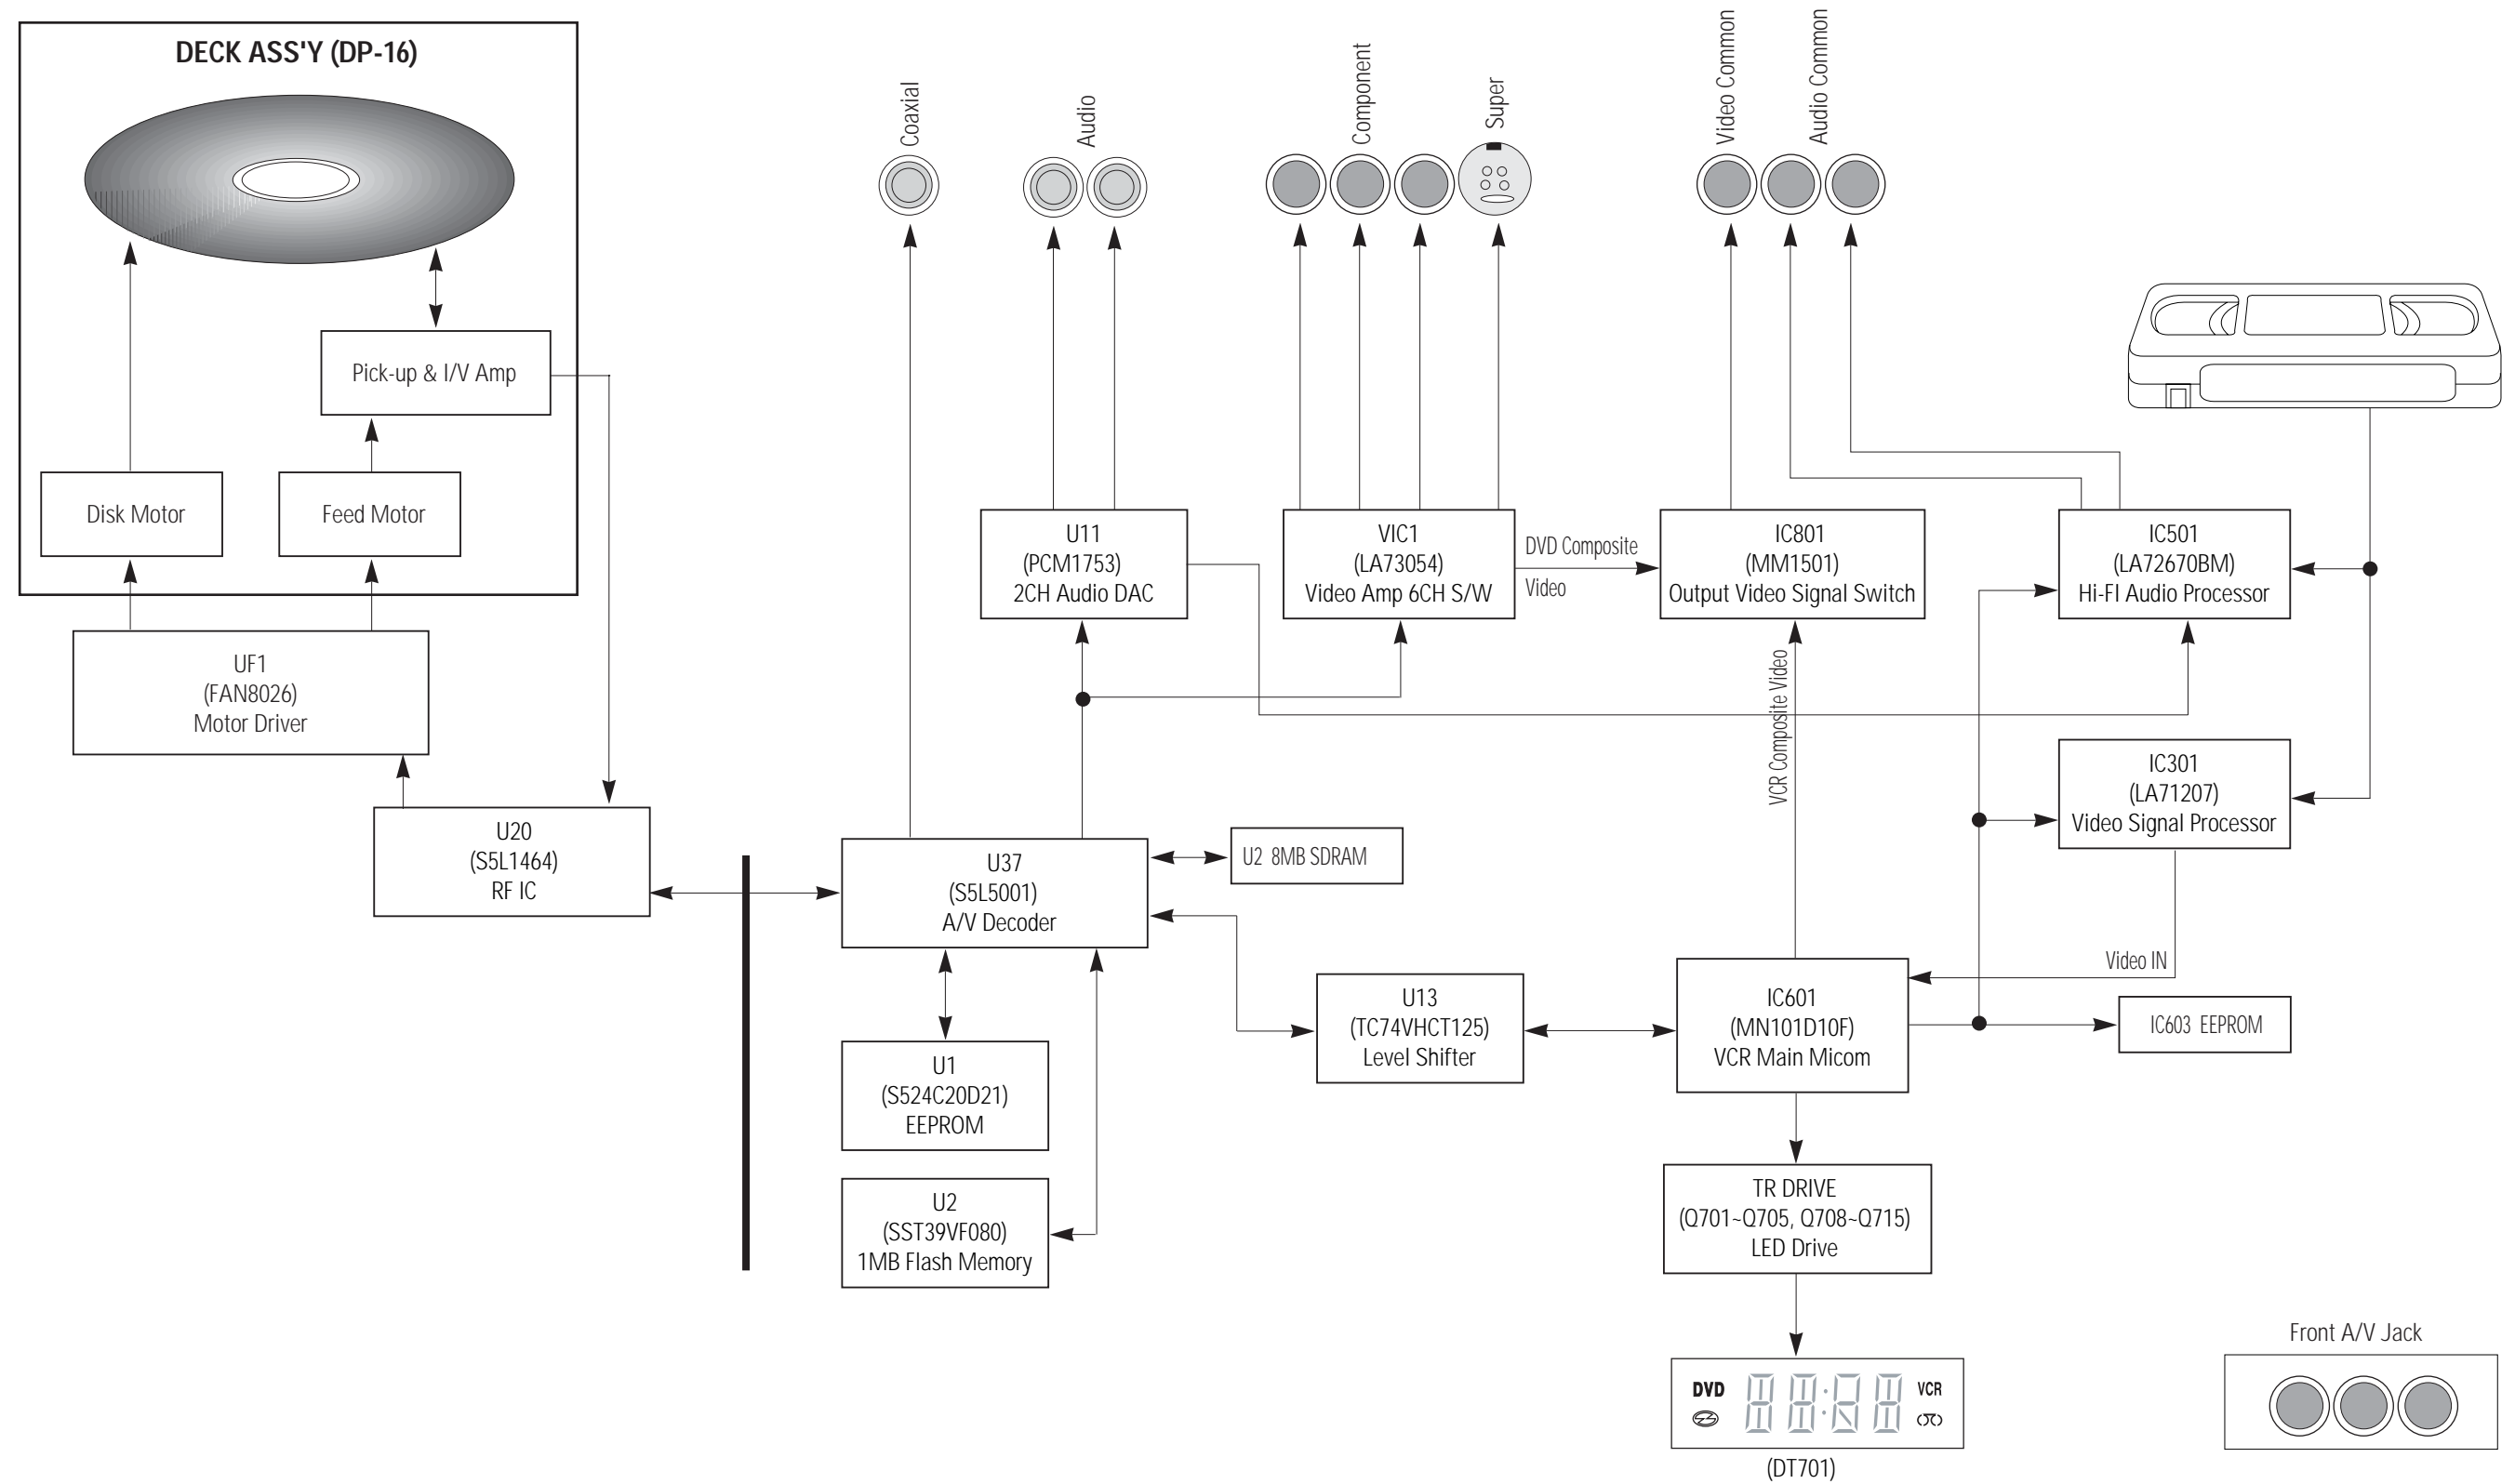 DECK ASS'Y (DP-16)
Coaxial
Audio
Component
Super
Video Common
Audio Common
Pick-up & I/V Amp
Disk Motor
Feed Motor
UF1
(FAN8026)
Motor Driver
U20
(S5L1464)
RF IC
U11
(PCM1753)
2CH Audio DAC
VIC1
(LA73054)
Video Amp 6CH S/W
DVD Composite
Video
IC801
(MM1501)
Output Video Signal Switch
IC501
(LA72670BM)
Hi-FI Audio Processor
VCR Composite Video
IC301
(LA71207)
Video Signal Processor
U37
(S5L5001)
A/V Decoder
U2 8MB SDRAM
Video IN
U13
(TC74VHCT125)
Level Shifter
IC601
(MN101D10F)
VCR Main Micom
IC603 EEPROM
U1
(S524C20D21)
EEPROM
U2
(SST39VF080)
1MB Flash Memory
TR DRIVE
(Q701~Q705, Q708~Q715)
LED Drive
DVD
VCR
(DT701)
Front A/V Jack